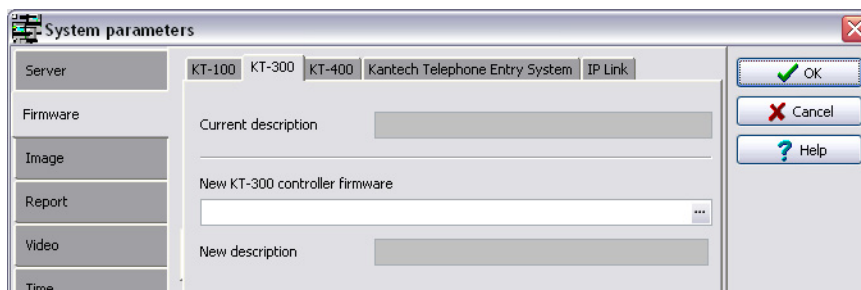 System parameters
Server
Firmware
Image
Report
Video
Time
KT-100 KT-300 KT-400 Kantech Telephone Entry System IP Link
Current description
New KT-300 controller firmware
...
New description
OK
Cancel
? Help